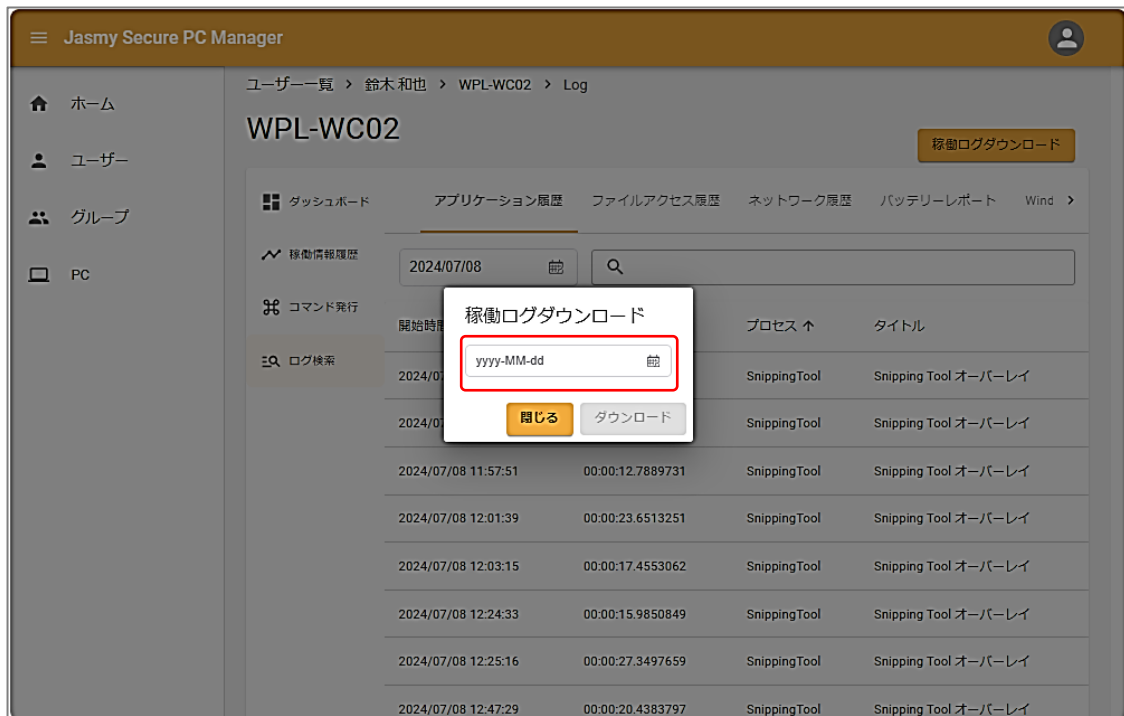 Jasmy Secure PC Manager
ホーム
ユーザー
グループ
PC
ユーザー一覧 > 鈴木 和也 > WPL-WC02 > Log
WPL-WC02
稼働ログダウンロード
ダッシュボード
稼働情報履歴
コマンド発行
ログ検索
アプリケーション履歴 ファイルアクセス履歴 ネットワーク履歴 バッテリーレポート Wind
2024/07/08
稼働ログダウンロード
yyyy-MM-dd
閉じる ダウンロード
開始時 プロセス タイトル
2024/07 SnippingTool Snipping Tool オーバーレイ
2024/07 SnippingTool Snipping Tool オーバーレイ
2024/07/08 11:57:51 00:00:12.7889731 SnippingTool Snipping Tool オーバーレイ
2024/07/08 12:01:39 00:00:23.6513251 SnippingTool Snipping Tool オーバーレイ
2024/07/08 12:03:15 00:00:17.4553062 SnippingTool Snipping Tool オーバーレイ
2024/07/08 12:24:33 00:00:15.9850849 SnippingTool Snipping Tool オーバーレイ
2024/07/08 12:25:16 00:00:27.3497659 SnippingTool Snipping Tool オーバーレイ
2024/07/08 12:47:29 00:00:20.4383797 SnippingTool Snipping Tool オーバーレイ